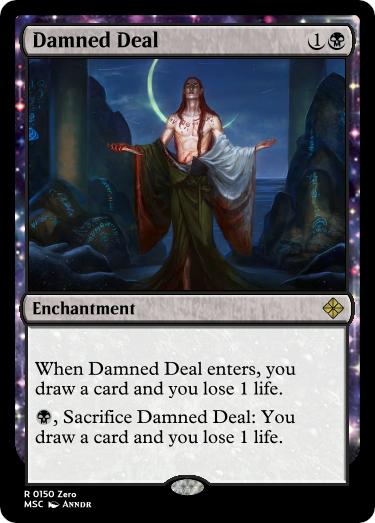 Damned Deal 1
Enchantment
When Damned Deal enters, you
draw a card and you lose 1 life.
, Sacrifice Damned Deal: You
draw a card and you lose 1 life.
R 0150 Zero
MSC Anndr